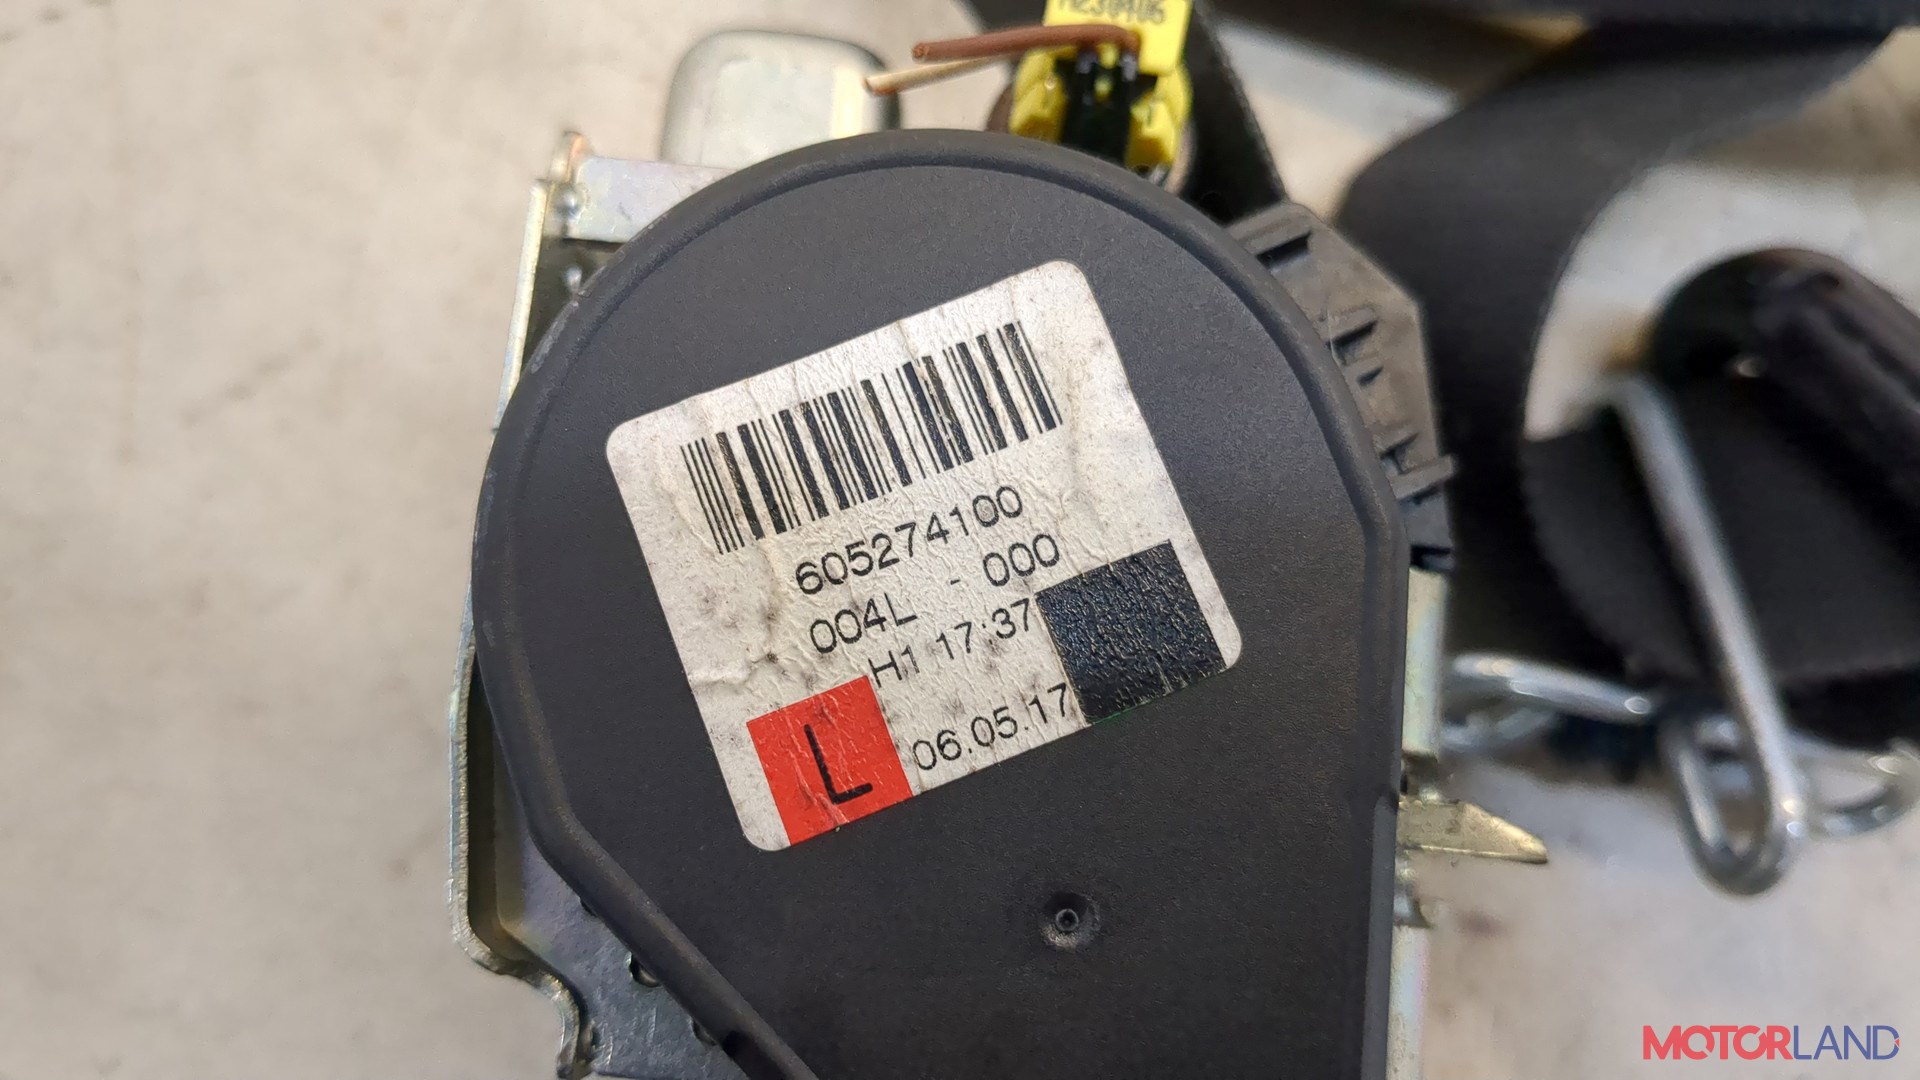 605274100
004L - 000
H1 17:37
L 06.05.17
MOTORLAND